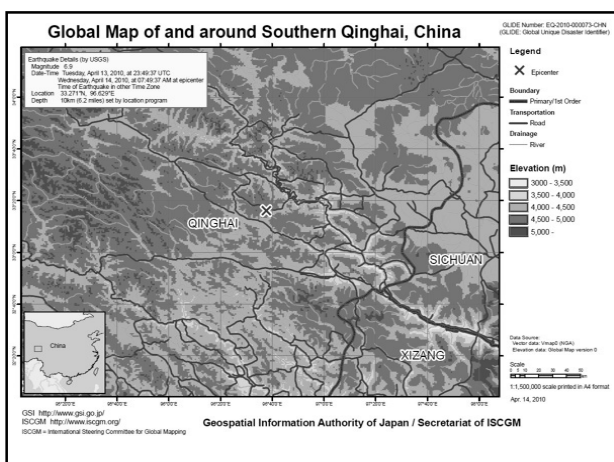 Global Map of and around Southern Qinghai, China
GLIDE Number: EQ-2010-000073-CHN
(GLIDE: Global Unique Disaster Identifier)
Earthquake Details (by USGS)
Magnitude 6.9
Date-Time Tuesday, April 13, 2010, at 23:49:37 UTC
Wednesday, April 14, 2010, at 07:49:37 AM at epicenter
Time of Earthquake in other Time Zone
Location 33.271°N, 96.629°E
Depth 10km (6.2 miles) set by location program
Legend
Epicenter
Boundary
Primary/1st Order
Transportation
Road
Drainage
River
Elevation (m)
3000 - 3,500
3,500 - 4,000
4,000 - 4,500
4,500 - 5,000
5,000 -
QINGHAI
SICHUAN
XIZANG
China
Data Source:
Vector data: Vmap0 (NGA)
Elevation data: Global Map version 0
Scale
1:1,500,000 scale printed in A4 format
Apr. 14, 2010
GSI http://www.gsi.go.jp/
ISCGM http://www.iscgm.org/
ISCGM = International Steering Committee for Global Mapping
Geospatial Information Authority of Japan / Secretariat of ISCGM